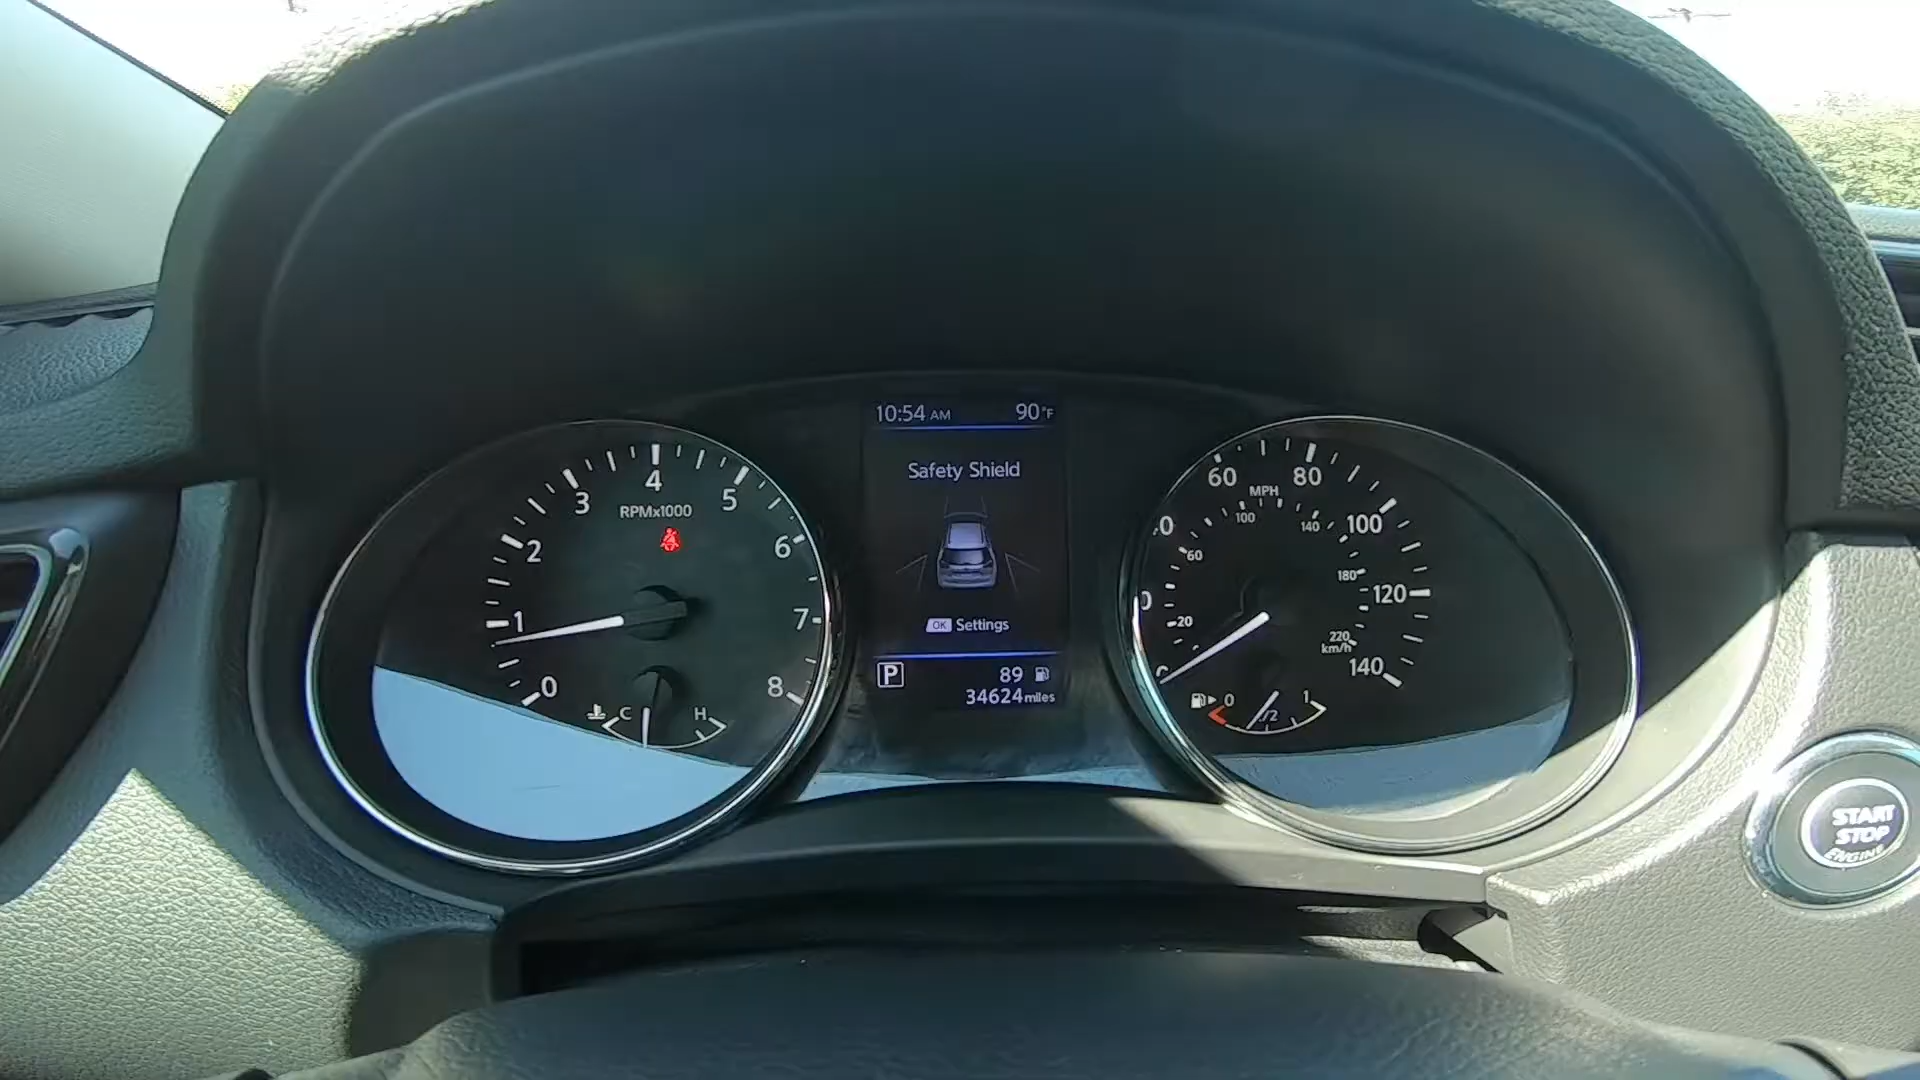 10:54 AM 90°F
Safety Shield
OK Settings
P 89
34624 miles
0
1
2
3
4
5
6
7
8
RPMx1000
C H
60
80
100
120
140
MPH
20
60
100
140
180
220
km/h
0 1/2 1
START
STOP
ENGINE